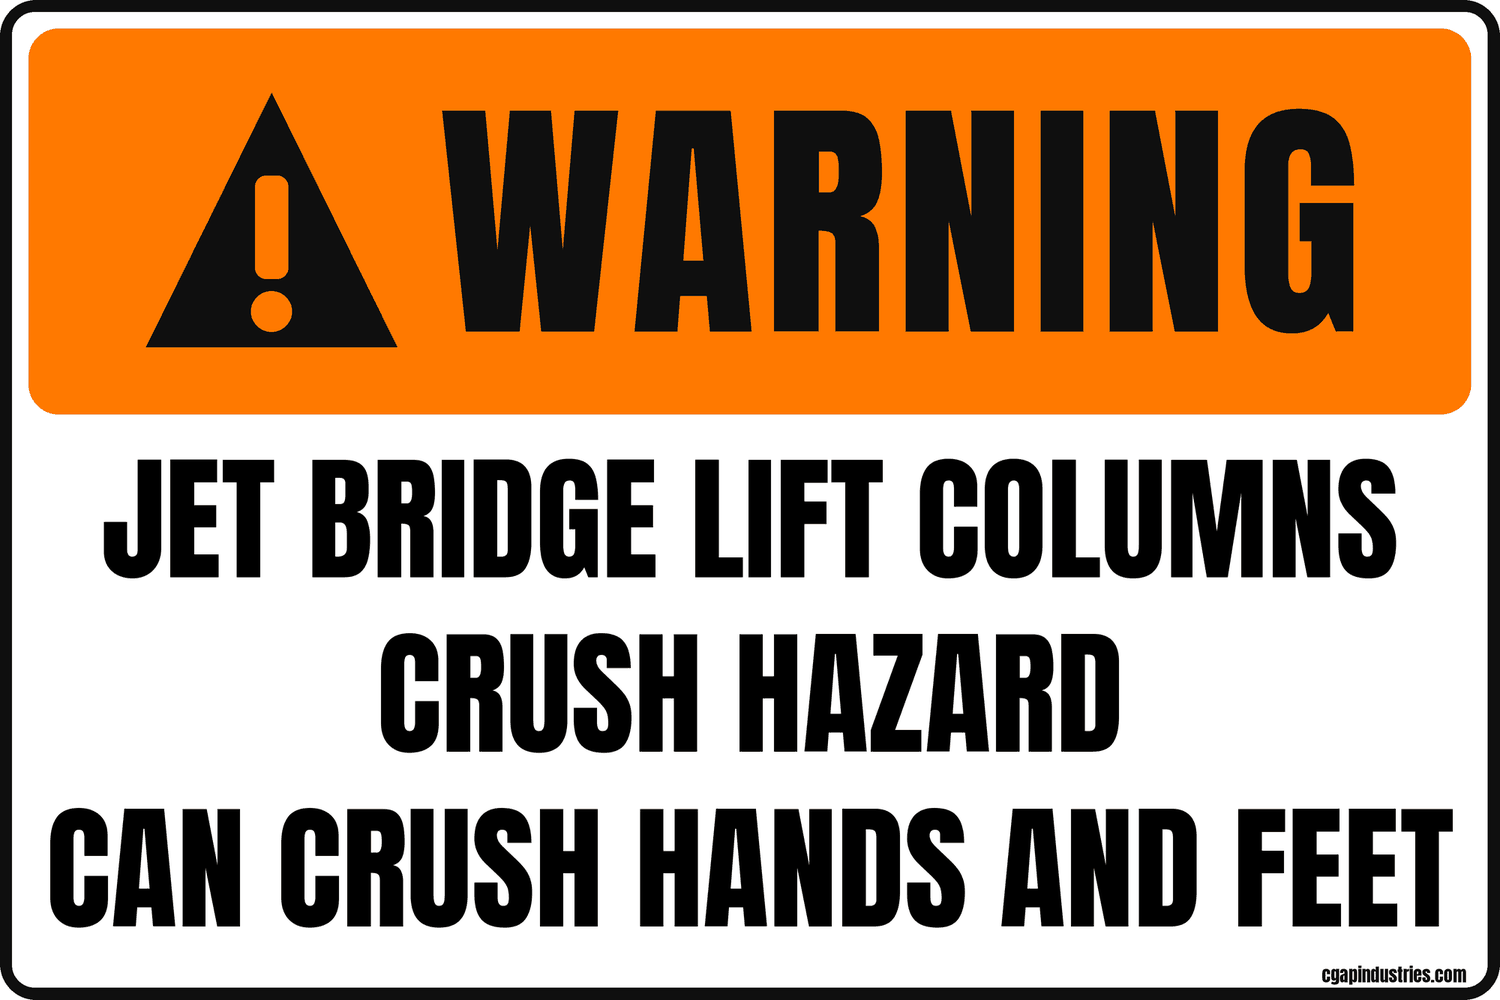 WARNING
JET BRIDGE LIFT COLUMNS
CRUSH HAZARD
CAN CRUSH HANDS AND FEET
cgapindustries.com